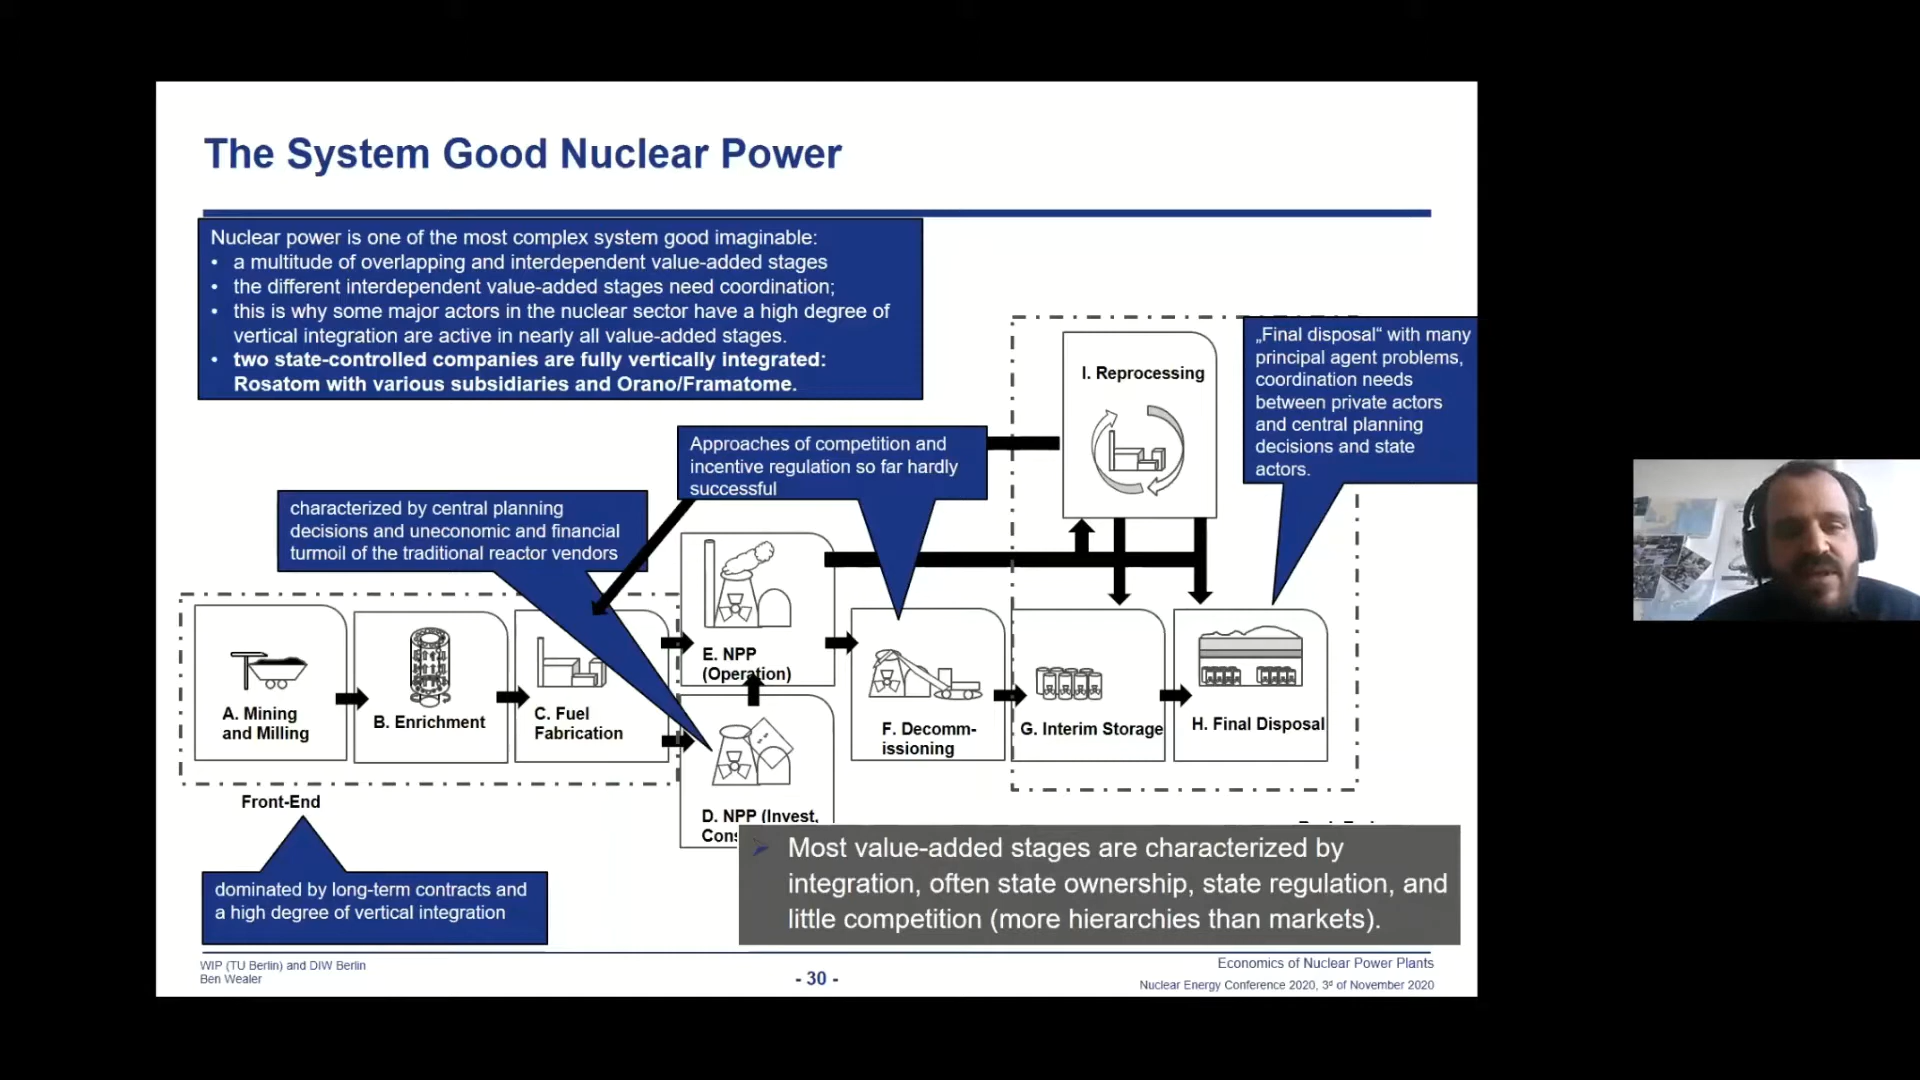 The System Good Nuclear Power
Nuclear power is one of the most complex system good imaginable:
• a multitude of overlapping and interdependent value-added stages
• the different interdependent value-added stages need coordination;
• this is why some major actors in the nuclear sector have a high degree of
vertical integration are active in nearly all value-added stages.
• two state-controlled companies are fully vertically integrated:
Rosatom with various subsidiaries and Orano/Framatome.
„Final disposal“ with many
principal agent problems,
coordination needs
between private actors
and central planning
decisions and state
actors.
I. Reprocessing
Approaches of competition and
incentive regulation so far hardly
successful
characterized by central planning
decisions and uneconomic and financial
turmoil of the traditional reactor vendors
A. Mining
and Milling
B. Enrichment
C. Fuel
Fabrication
E. NPP
(Operation)
D. NPP (Invest,
Cons
F. Decomm-
issioning
G. Interim Storage
H. Final Disposal
Front-End
dominated by long-term contracts and
a high degree of vertical integration
➤ Most value-added stages are characterized by
integration, often state ownership, state regulation, and
little competition (more hierarchies than markets).
WIP (TU Berlin) and DIW Berlin
Ben Wealer
- 30 -
Economics of Nuclear Power Plants
Nuclear Energy Conference 2020, 3ᵈ of November 2020